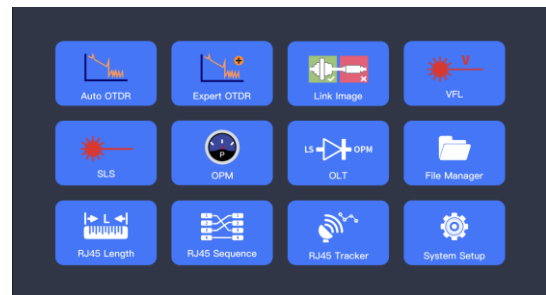 Auto OTDR
Expert OTDR
Link Image
V
VFL
SLS
P
OPM
LS OPM
OLT
File Manager
L
RJ45 Length
RJ45 Sequence
RJ45 Tracker
System Setup